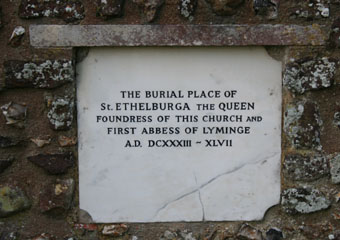 THE BURIAL PLACE OF
St. ETHELBURGA THE QUEEN
FOUNDRESS OF THIS CHURCH AND
FIRST ABBESS OF LYMINGE
A.D. DCXXXIII ~ XLVII